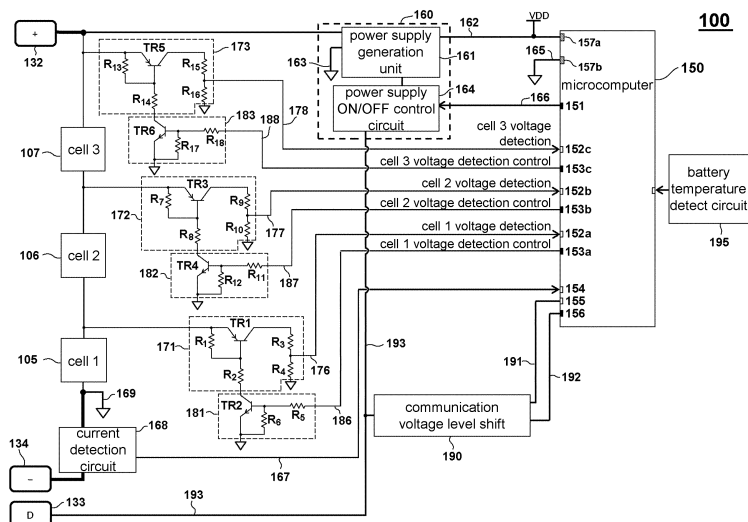 100
+
132
TR5
173
R13
R15
R14
R16
TR6
183
R17
R18
188
178
160
power supply
generation
unit
161
162
163
164
power supply
ON/OFF control
circuit
VDD
157a
165
157b
microcomputer
150
166
151
cell 3 voltage
detection
152c
cell 3 voltage detection control
153c
cell 2 voltage detection
152b
cell 2 voltage detection control
153b
cell 1 voltage detection
152a
cell 1 voltage detection control
153a
battery
temperature
detect circuit
195
107
cell 3
TR3
172
R7
R9
R8
R10
177
TR4
182
R12
R11
187
106
cell 2
154
155
156
105
cell 1
TR1
171
R1
R3
R2
R4
176
TR2
181
R6
R5
186
193
191
192
169
168
current
detection
circuit
167
communication
voltage level shift
190
134
−
133
D
193